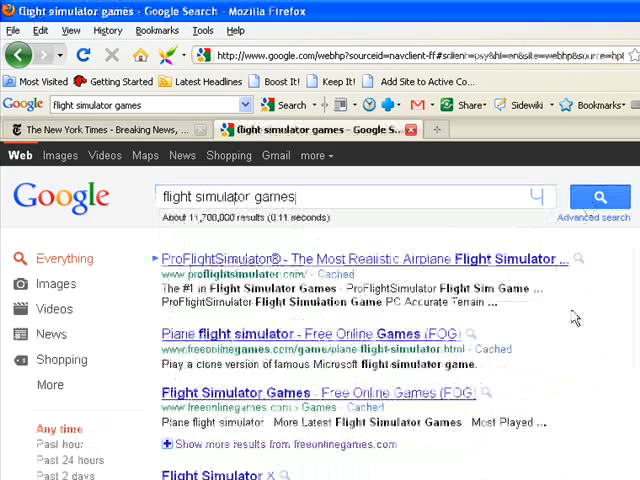 flight simulator games - Google Search - Mozilla Firefox
File Edit View History Bookmarks Tools Help
http://www.google.com/webhp?sourceid=navclient-ff#sclient=psy&hl=en&site=webhp&source=hp
Most Visited Getting Started Latest Headlines Boost It! Keep It! Add Site to Active Co...
Google flight simulator games Search Share Sidewiki Bookmarks
The New York Times - Breaking News, ... flight simulator games - Google S...
Web Images Videos Maps News Shopping Gmail more
Google flight simulator games
About 11,700,000 results (0.11 seconds) Advanced search
Everything
Images
Videos
News
Shopping
More
Any time
Past hour
Past 24 hours
Past 2 days
ProFlightSimulator® - The Most Realistic Airplane Flight Simulator ...
www.proflightsimulator.com/ - Cached
The #1 in Flight Simulator Games - ProFlightSimulator Flight Sim Game ...
ProFlightSimulator Flight Simulation Game PC Accurate Terrain ...
Plane flight simulator - Free Online Games (FOG)
www.freeonlinegames.com/game/plane-flight-simulator.html - Cached
Play a clone version of famous Microsoft flight simulator game.
Flight Simulator Games - Free Online Games (FOG)
www.freeonlinegames.com › Games - Cached
Plane flight simulator More Latest Flight Simulator Games Most Played ...
Show more results from freeonlinegames.com
Flight Simulator X